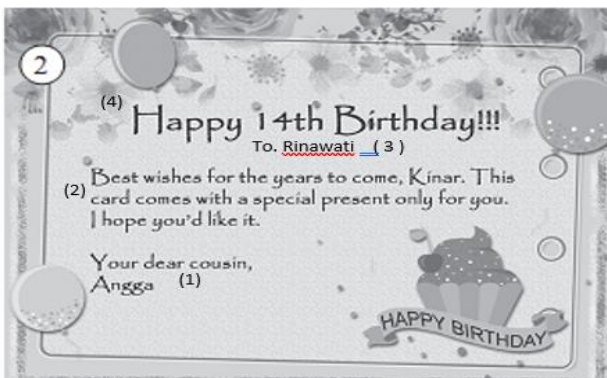 2
(4)
Happy 14th Birthday!!!
To. Rinawati ( 3 )
Best wishes for the years to come, Kinar. This
(2) card comes with a special present only for you.
I hope you'd like it.
Your dear cousin,
Angga (1)
HAPPY BIRTHDAY